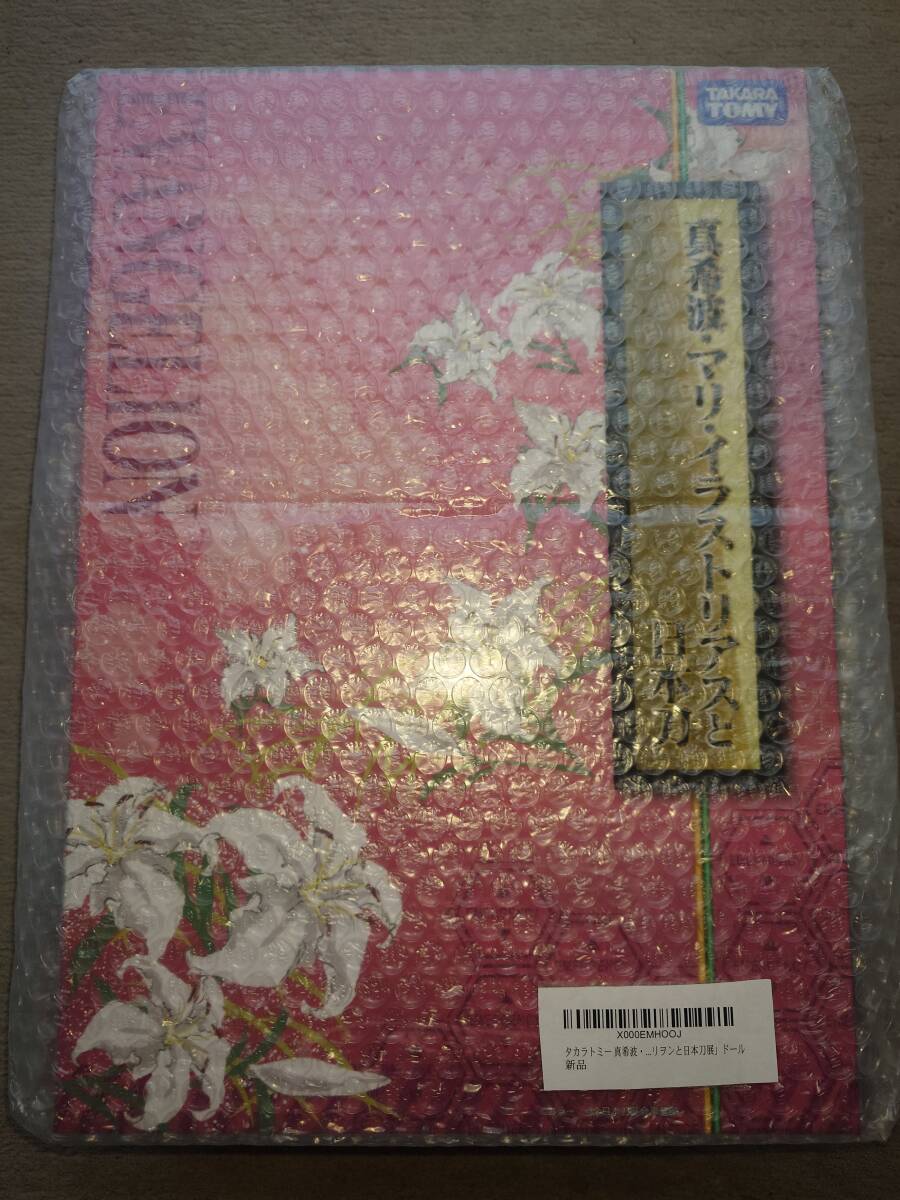 EVANGELION
TAKARA
TOMY
真希波・マリ・イラストリアスと
日本刀
X000EMHOOJ
タカラトミー 真希波・...リヲンと日本刀展」 ドール
新品